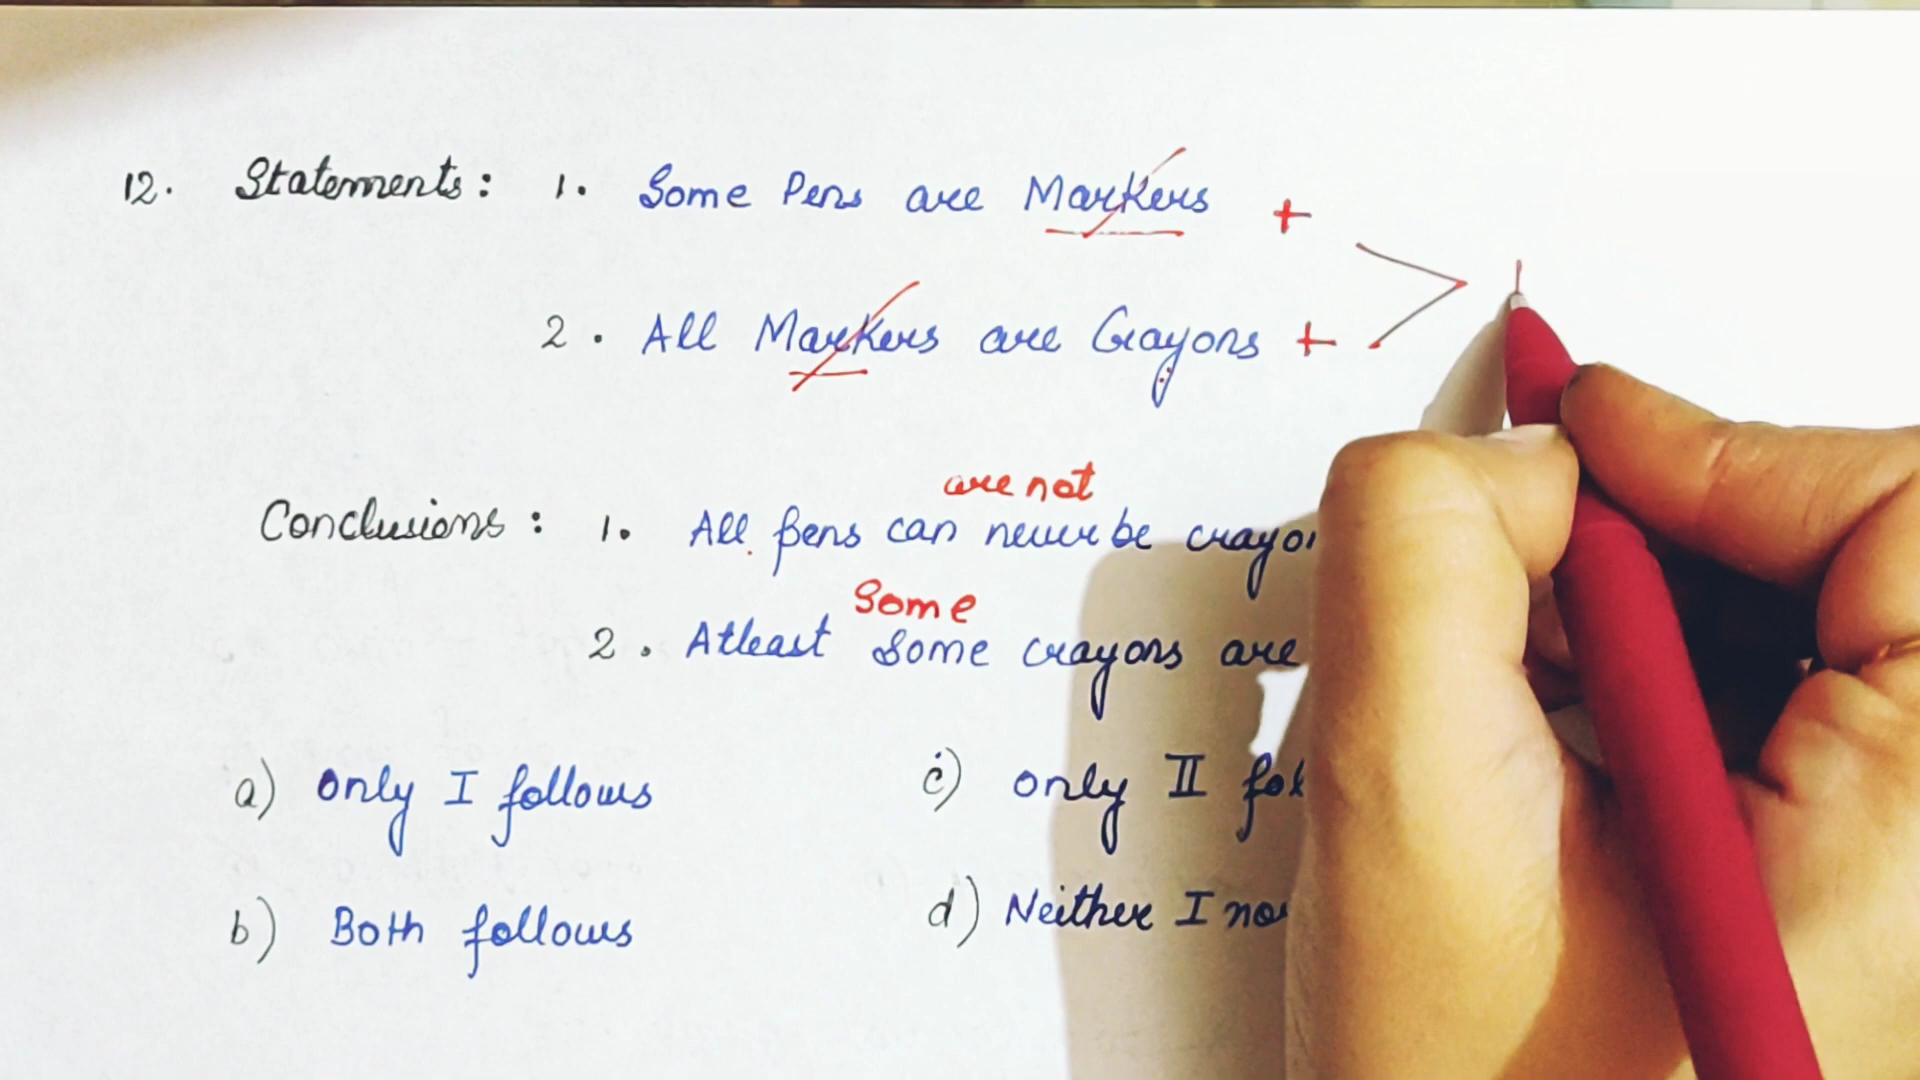 12. Statements: 1. Some Pens are Markers +
2. All Markers are Crayons +
are not
Conclusions: 1. All Pens can never be
Some
2. Atleast Some crayons are
a) Only I follows
c) Only II
b) Both follows
d) Neither I